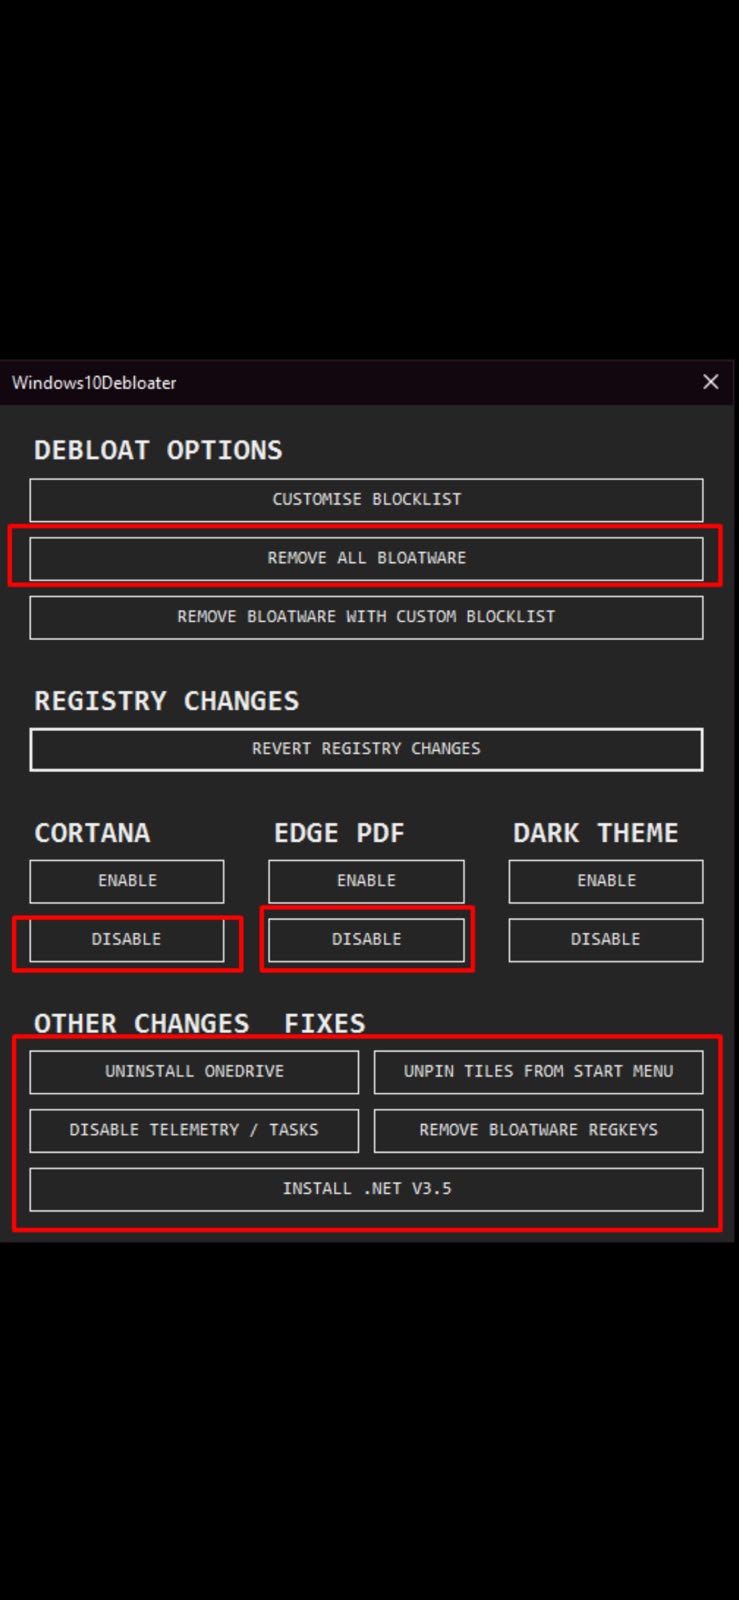 Windows10Debloater
DEBLOAT OPTIONS
CUSTOMISE BLOCKLIST
REMOVE ALL BLOATWARE
REMOVE BLOATWARE WITH CUSTOM BLOCKLIST
REGISTRY CHANGES
REVERT REGISTRY CHANGES
CORTANA EDGE PDF DARK THEME
ENABLE ENABLE ENABLE
DISABLE DISABLE DISABLE
OTHER CHANGES FIXES
UNINSTALL ONEDRIVE UNPIN TILES FROM START MENU
DISABLE TELEMETRY / TASKS REMOVE BLOATWARE REGKEYS
INSTALL .NET V3.5